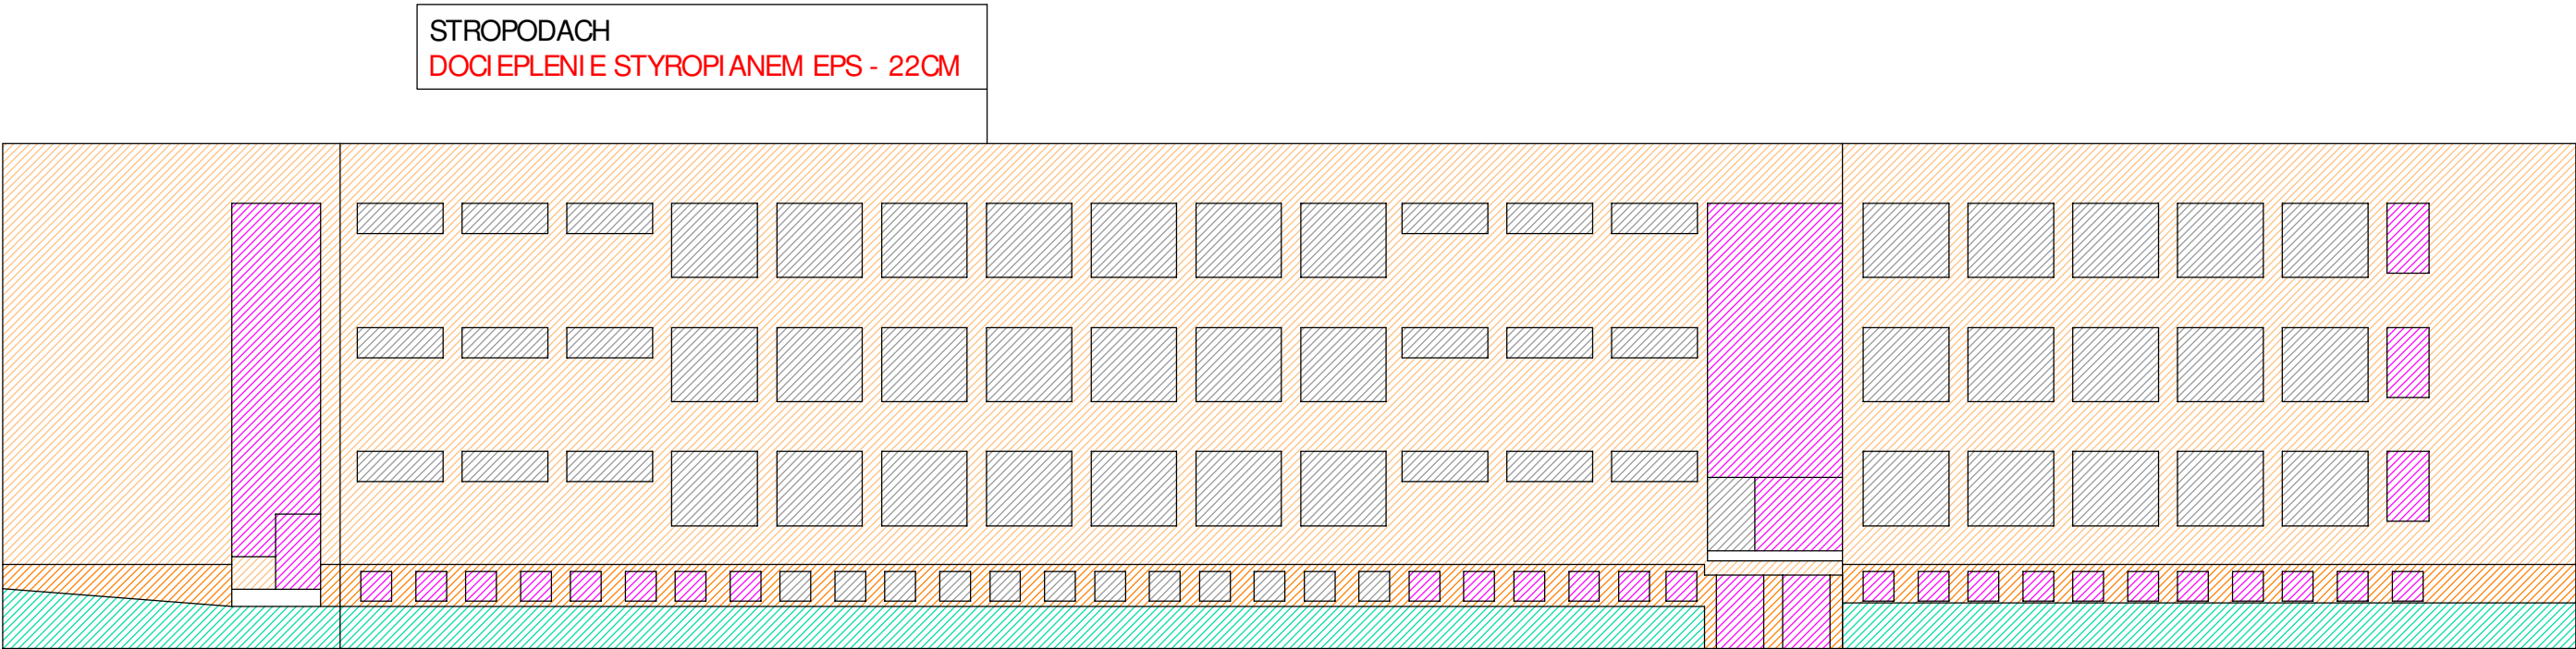 STROPODACH
DOCIEPLENIE STYROPIANEM EPS - 22CM